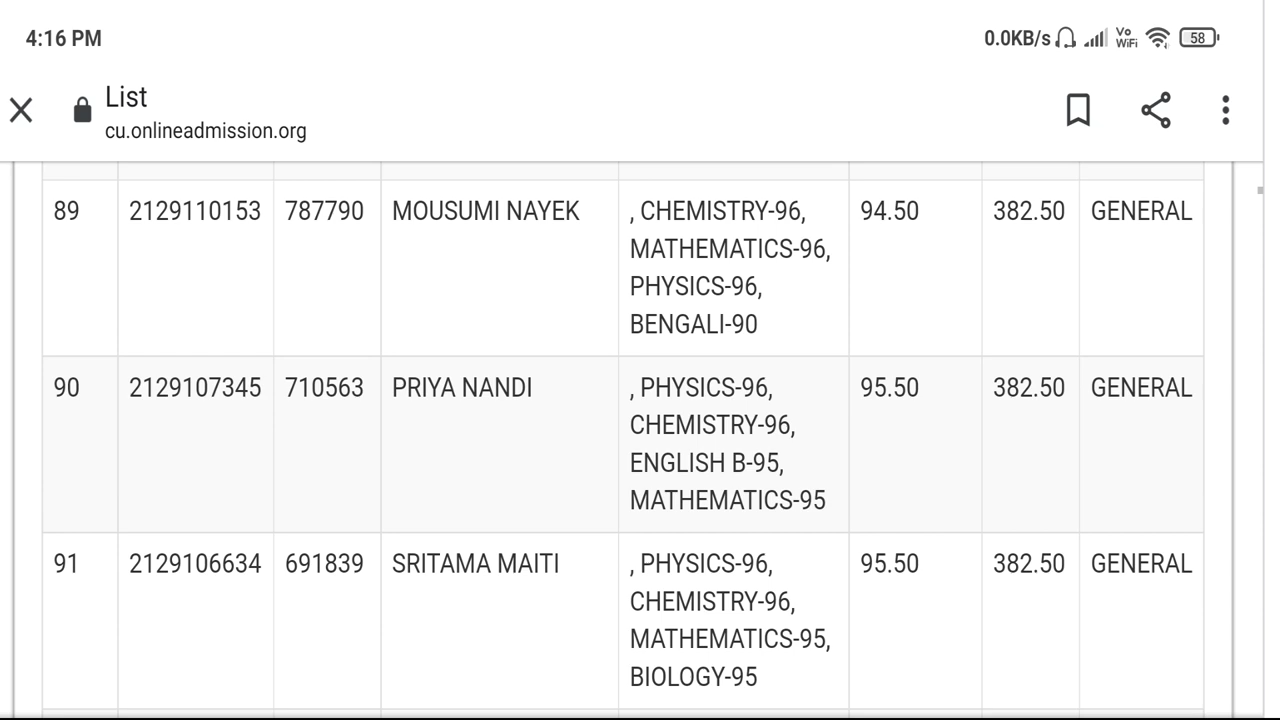 4:16 PM
0.0KB/s Vo WiFi 58
List
cu.onlineadmission.org
89 2129110153 787790 MOUSUMI NAYEK , CHEMISTRY-96, 94.50 382.50 GENERAL
MATHEMATICS-96,
PHYSICS-96,
BENGALI-90
90 2129107345 710563 PRIYA NANDI , PHYSICS-96, 95.50 382.50 GENERAL
CHEMISTRY-96,
ENGLISH B-95,
MATHEMATICS-95
91 2129106634 691839 SRITAMA MAITI , PHYSICS-96, 95.50 382.50 GENERAL
CHEMISTRY-96,
MATHEMATICS-95,
BIOLOGY-95